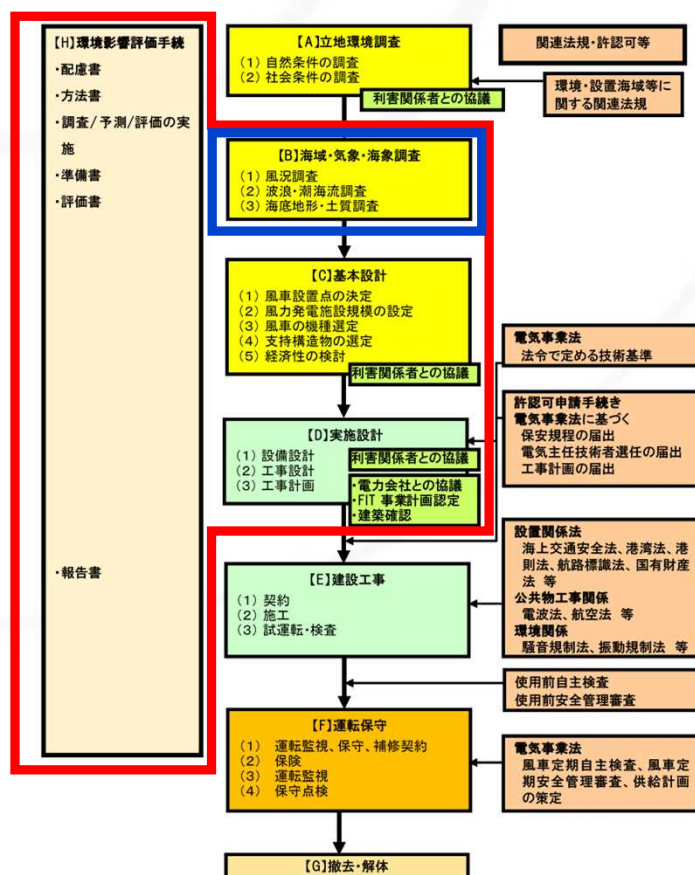 【H】環境影響評価手続
・配慮書
・方法書
・調査/予測/評価の実
施
・準備書
・評価書
・報告書
【A】立地環境調査
(1) 自然条件の調査
(2) 社会条件の調査
利害関係者との協議
関連法規・許認可等
環境・設置海域等に
関する関連法規
【B】海域・気象・海象調査
(1) 風況調査
(2) 波浪・潮海流調査
(3) 海底地形・土質調査
【C】基本設計
(1) 風車設置点の決定
(2) 風力発電施設規模の設定
(3) 風車の機種選定
(4) 支持構造物の選定
(5) 経済性の検討
利害関係者との協議
電気事業法
法令で定める技術基準
【D】実施設計
(1) 設備設計
(2) 工事設計
(3) 工事計画
利害関係者との協議
・電力会社との協議
・FIT 事業計画認定
・建築確認
許認可申請手続き
電気事業法に基づく
保安規程の届出
電気主任技術者選任の届出
工事計画の届出
【E】建設工事
(1) 契約
(2) 施工
(3) 試運転・検査
設置関係法
海上交通安全法、港湾法、港
則法、航路標識法、国有財産
法 等
公共物工事関係
電波法、航空法 等
環境関係
騒音規制法、振動規制法 等
使用前自主検査
使用前安全管理審査
【F】運転保守
(1) 運転監視、保守、補修契約
(2) 保険
(3) 運転監視
(4) 保守点検
電気事業法
風車定期自主検査、風車定
期安全管理審査、供給計画
の策定
【G】撤去・解体